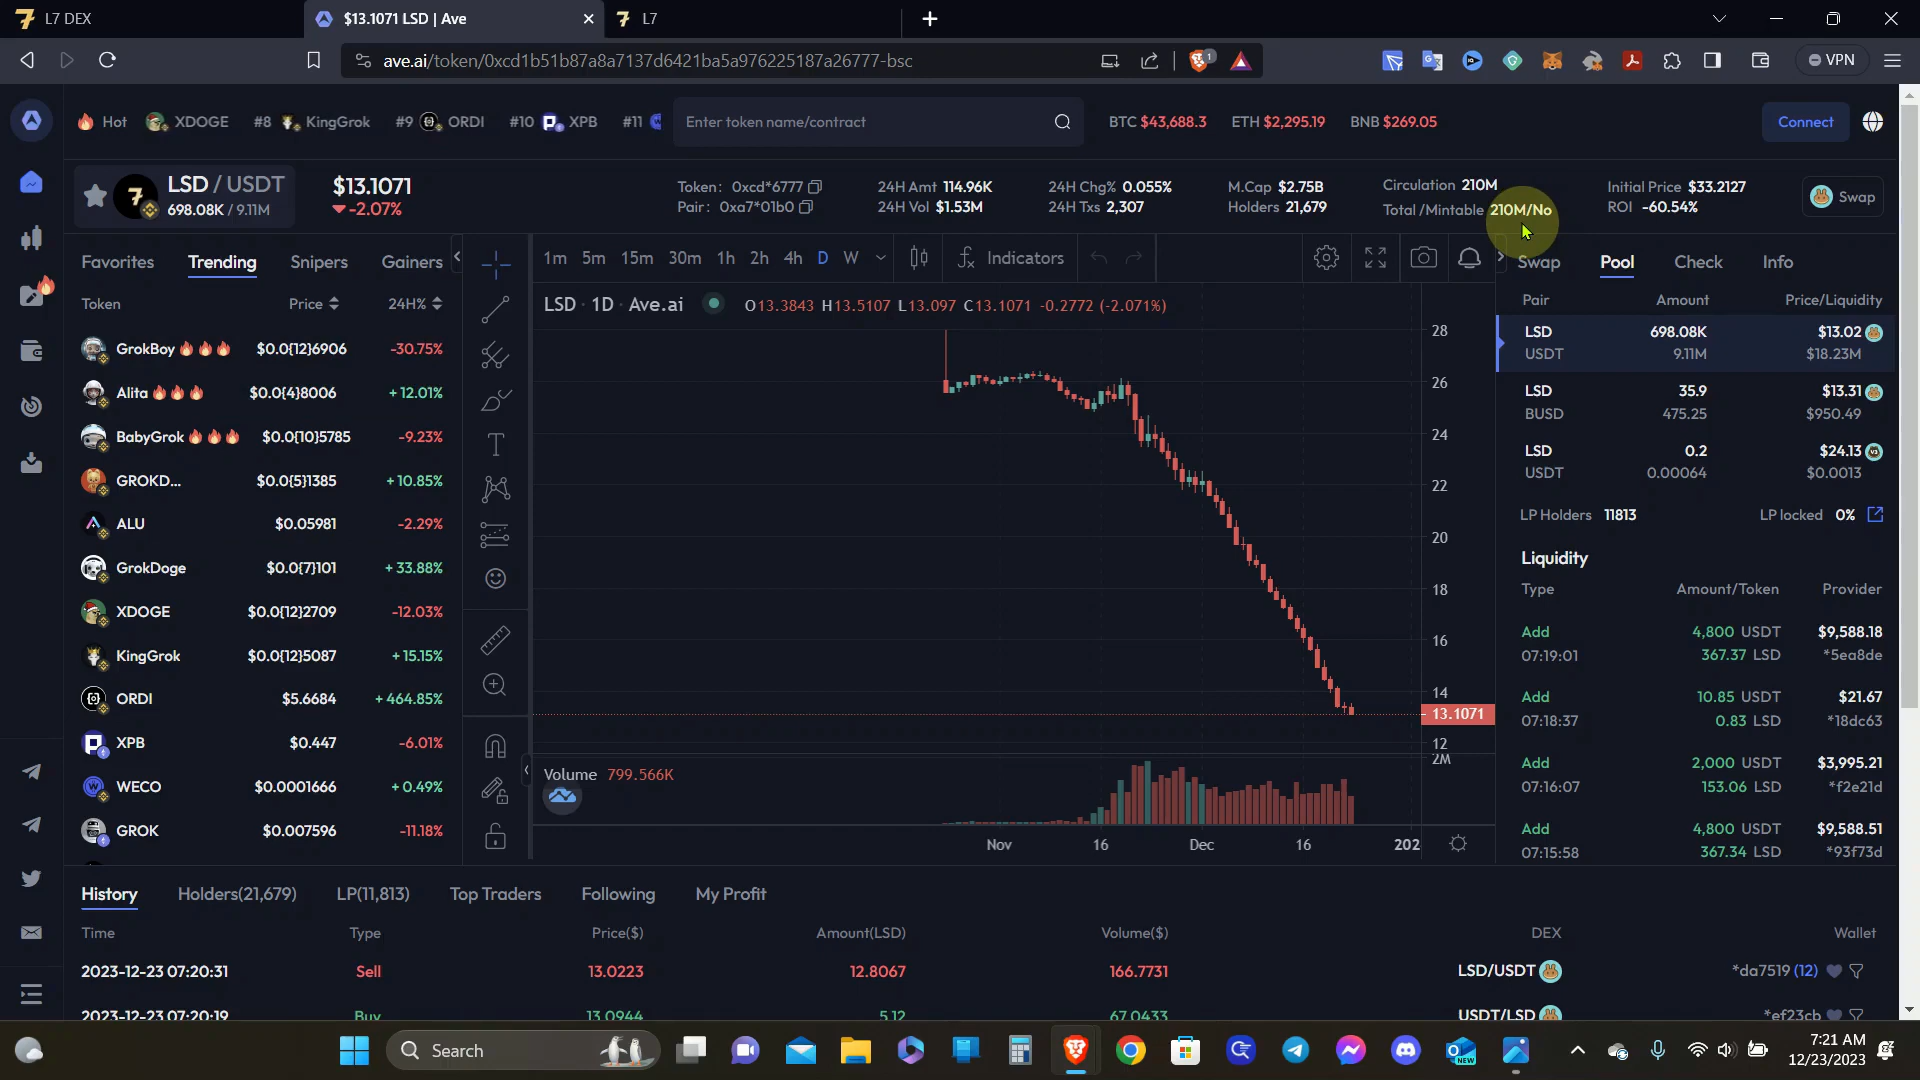 L7 DEX
$13.1071 LSD | Ave
L7
ave.ai/token/0xcd1b51b87a8a7137d6421ba5a976225187a26777-bsc
1
VPN
Hot
XDOGE
#8 KingGrok
#9 ORDI
#10 XPB
#11
Enter token name/contract
BTC $43,688.3
ETH $2,295.19
BNB $269.05
Connect
LSD / USDT
698.08K / 9.11M
$13.1071
-2.07%
Token: 0xcd*6777
Pair: 0xa7*01b0
24H Amt 114.96K
24H Vol $1.53M
24H Chg% 0.055%
24H Txs 2,307
M.Cap $2.75B
Holders 21,679
Circulation 210M
Total /Mintable 210M/No
Initial Price $33.2127
ROI -60.54%
Swap
Favorites Trending Snipers Gainers
Token Price 24H%
GrokBoy $0.0{12}6906 -30.75%
Alita $0.0{4}8006 +12.01%
BabyGrok $0.0{10}5785 -9.23%
GROKD... $0.0{5}1385 +10.85%
ALU $0.05981 -2.29%
GrokDoge $0.0{7}101 +33.88%
XDOGE $0.0{12}2709 -12.03%
KingGrok $0.0{12}5087 +15.15%
ORDI $5.6684 +464.85%
XPB $0.447 -6.01%
WECO $0.0001666 +0.49%
GROK $0.007596 -11.18%
1m 5m 15m 30m 1h 2h 4h D W
Indicators
LSD · 1D · Ave.ai
O13.3843 H13.5107 L13.097 C13.1071 -0.2772 (-2.071%)
28
26
24
22
20
18
16
14
13.1071
12
2M
Volume 799.566K
Nov 16 Dec 16 202
Swap Pool Check Info
Pair Amount Price/Liquidity
LSD 698.08K $13.02
USDT 9.11M $18.23M
LSD 35.9 $13.31
BUSD 475.25 $950.49
LSD 0.2 $24.13
USDT 0.00064 $0.0013
LP Holders 11813
LP locked 0%
Liquidity
Type Amount/Token Provider
Add 4,800 USDT $9,588.18
07:19:01 367.37 LSD *5ea8de
Add 10.85 USDT $21.67
07:18:37 0.83 LSD *18dc63
Add 2,000 USDT $3,995.21
07:16:07 153.06 LSD *f2e21d
Add 4,800 USDT $9,588.51
07:15:58 367.34 LSD *93f73d
History Holders(21,679) LP(11,813) Top Traders Following My Profit
Time Type Price($) Amount(LSD) Volume($) DEX Wallet
2023-12-23 07:20:31 Sell 13.0223 12.8067 166.7731 LSD/USDT *da7519 (12)
2023-12-23 07:20:19 Buy 13.0944 5.12 67.0433 USDT/LSD *ef23cb
Search
NEW
7:21 AM
12/23/2023